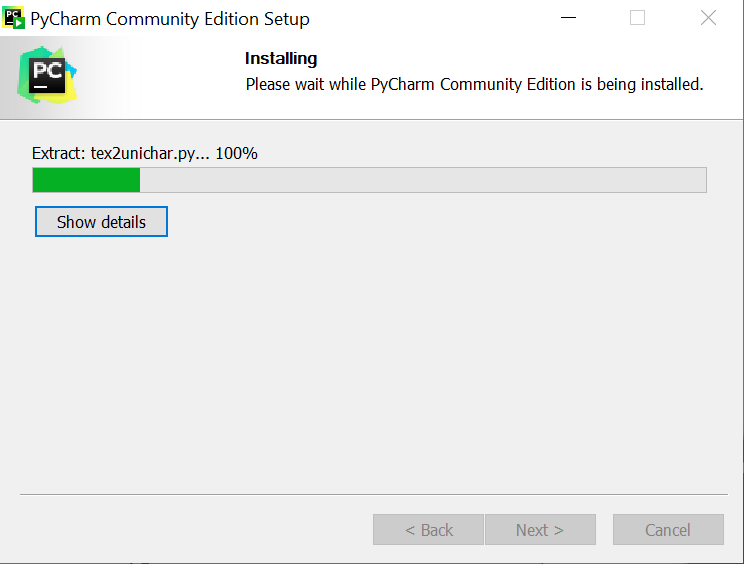 PyCharm Community Edition Setup
PC
Installing
Please wait while PyCharm Community Edition is being installed.
Extract: tex2unichar.py... 100%
Show details
< Back
Next >
Cancel